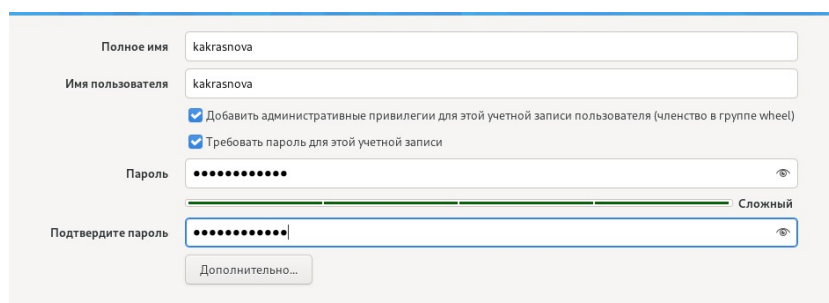 Полное имя kakrasnova
Имя пользователя kakrasnova
Добавить административные привилегии для этой учетной записи пользователя (членство в группе wheel)
Требовать пароль для этой учетной записи
Пароль ●●●●●●●●●●●●
Сложный
Подтвердите пароль ●●●●●●●●●●●●
Дополнительно...